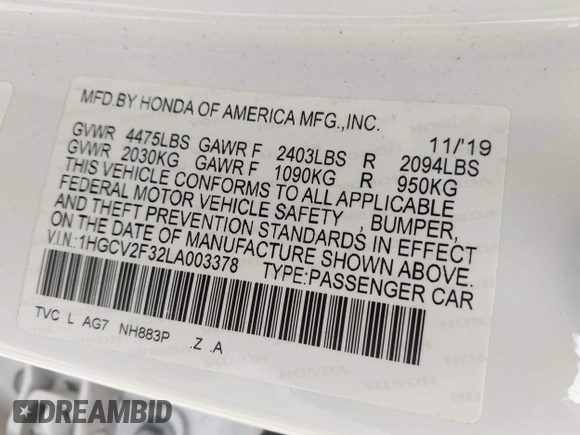 MFD.BY HONDA OF AMERICA MFG.,INC.
11/'19
GVWR 4475LBS GAWR F 2403LBS R 2094LBS
GVWR 2030KG GAWR F 1090KG R 950KG
THIS VEHICLE CONFORMS TO ALL APPLICABLE
FEDERAL MOTOR VEHICLE SAFETY , BUMPER,
AND THEFT PREVENTION STANDARDS IN EFFECT
ON THE DATE OF MANUFACTURE SHOWN ABOVE.
V.I.N.:1HGCV2F32LA003378 TYPE:PASSENGER CAR
TVC L AG7 NH883P .Z .A
HONDA HONDA
DREAMBID